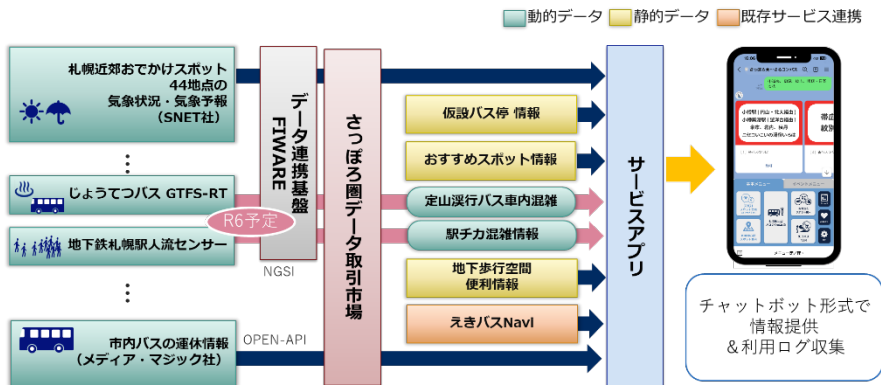 動的データ
静的データ
既存サービス連携
札幌近郊おでかけスポット
44地点の
気象状況・気象予報
(SNET社)
じょうてつバス GTFS-RT
R6予定
地下鉄札幌駅人流センサー
市内バスの運休情報
(メディア・マジック社)
データ連携基盤
FIWARE
NGSI
OPEN-API
さっぽろ圏データ取引市場
仮設バス停 情報
おすすめスポット情報
定山渓行バス車内混雑
駅チカ混雑情報
地下歩行空間
便利情報
えきバスNavI
サービスアプリ
チャットボット形式で
情報提供
&利用ログ収集